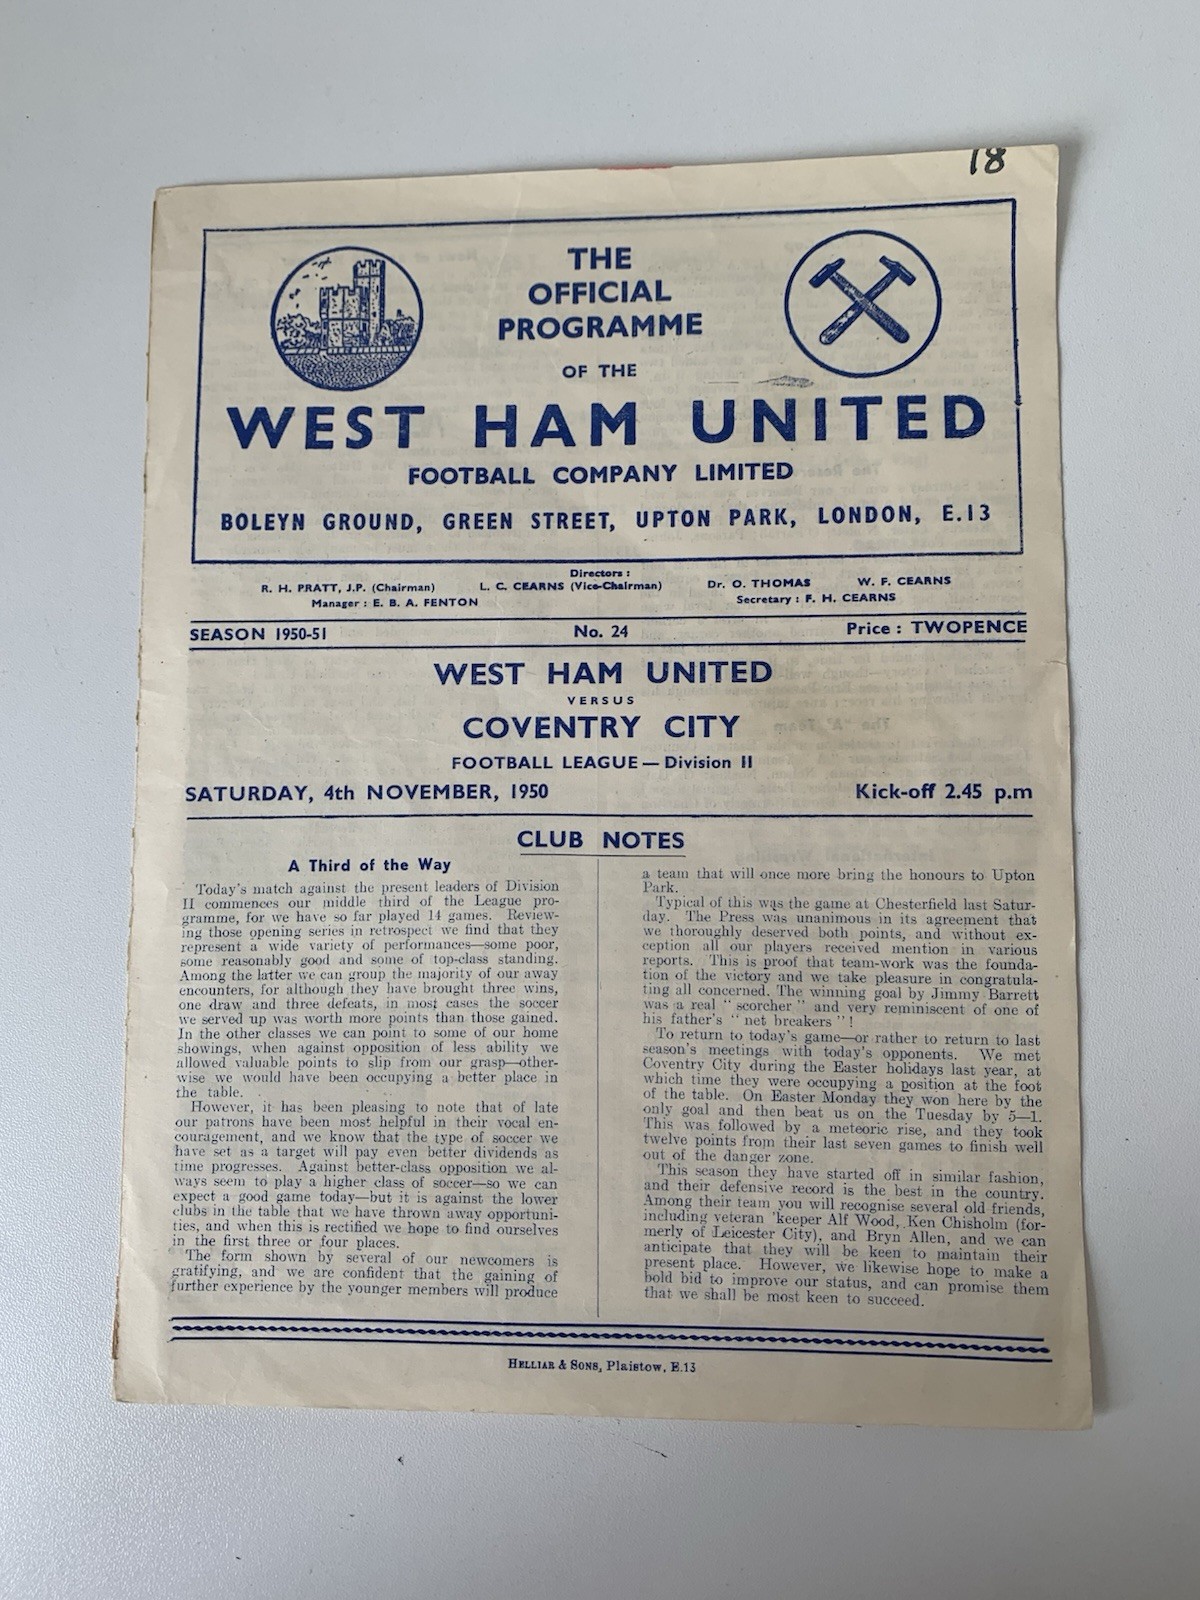 18
THE
OFFICIAL
PROGRAMME
OF THE
WEST HAM UNITED
FOOTBALL COMPANY LIMITED
BOLEYN GROUND, GREEN STREET, UPTON PARK, LONDON, E.13
Directors :
R. H. PRATT, J.P. (Chairman) L. C. CEARNS (Vice-Chairman) Dr. O. THOMAS W. F. CEARNS
Manager : E. B. A. FENTON Secretary : F. H. CEARNS
SEASON 1950-51 No. 24 Price : TWOPENCE
WEST HAM UNITED
VERSUS
COVENTRY CITY
FOOTBALL LEAGUE — Division II
SATURDAY, 4th NOVEMBER, 1950 Kick-off 2.45 p.m
CLUB NOTES
A Third of the Way
Today's match against the present leaders of Division
II commences our middle third of the League pro-
gramme, for we have so far played 14 games. Review-
ing those opening series in retrospect we find that they
represent a wide variety of performances—some poor,
some reasonably good and some of top-class standing.
Among the latter we can group the majority of our away
encounters, for although they have brought three wins,
one draw and three defeats, in most cases the soccer
we served up was worth more points than those gained.
In the other classes we can point to some of our home
showings, when against opposition of less ability we
allowed valuable points to slip from our grasp—other-
wise we would have been occupying a better place in
the table.
However, it has been pleasing to note that of late
our patrons have been most helpful in their vocal en-
couragement, and we know that the type of soccer we
have set as a target will pay even better dividends as
time progresses. Against better-class opposition we al-
ways seem to play a higher class of soccer—so we can
expect a good game today—but it is against the lower
clubs in the table that we have thrown away opportuni-
ties, and when this is rectified we hope to find ourselves
in the first three or four places.
The form shown by several of our newcomers is
gratifying, and we are confident that the gaining of
further experience by the younger members will produce
a team that will once more bring the honours to Upton
Park.
Typical of this was the game at Chesterfield last Satur-
day. The Press was unanimous in its agreement that
we thoroughly deserved both points, and without ex-
ception all our players received mention in various
reports. This is proof that team-work was the founda-
tion of the victory and we take pleasure in congratula-
ting all concerned. The winning goal by Jimmy Barrett
was a real " scorcher " and very reminiscent of one of
his father's " net breakers " !
To return to today's game—or rather to return to last
season's meetings with today's opponents. We met
Coventry City during the Easter holidays last year, at
which time they were occupying a position at the foot
of the table. On Easter Monday they won here by the
only goal and then beat us on the Tuesday by 5—1.
This was followed by a meteoric rise, and they took
twelve points from their last seven games to finish well
out of the danger zone.
This season they have started off in similar fashion,
and their defensive record is the best in the country.
Among their team you will recognise several old friends,
including veteran 'keeper Alf Wood, Ken Chisholm (for-
merly of Leicester City), and Bryn Allen, and we can
anticipate that they will be keen to maintain their
present place. However, we likewise hope to make a
bold bid to improve our status, and can promise them
that we shall be most keen to succeed.
HELLIAR & SONS, Plaistow, E.13